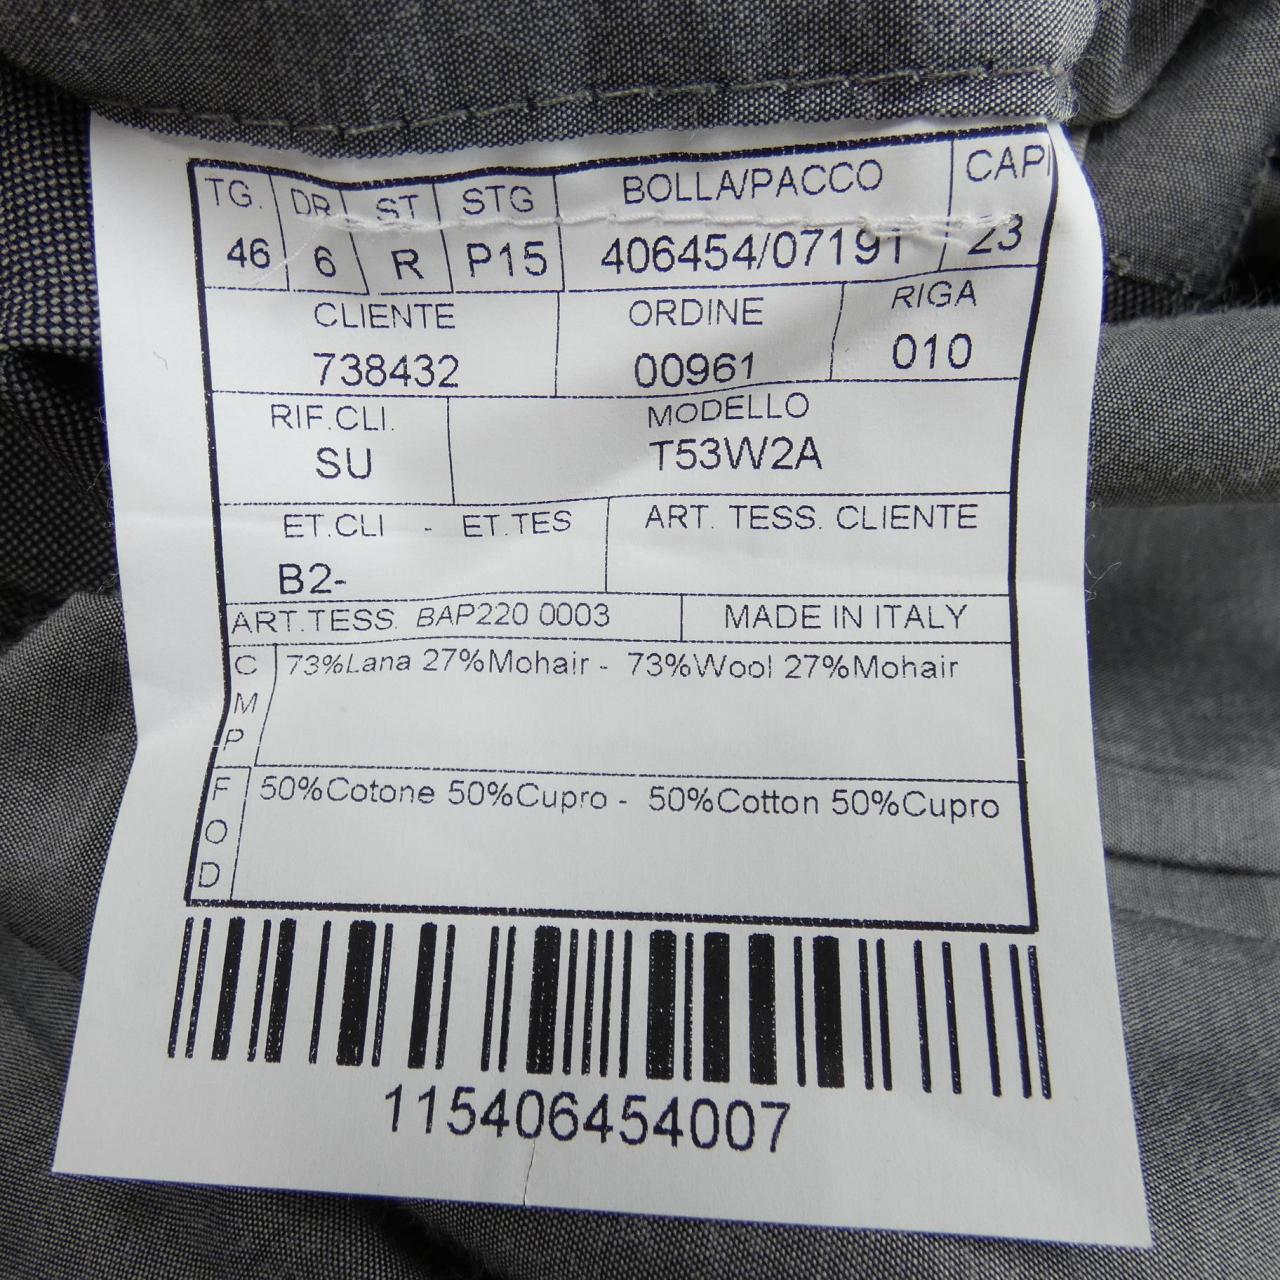 TG. DR ST STG BOLLA/PACCO CAPI
46 6 R P15 406454/07191 23
CLIENTE ORDINE RIGA
738432 00961 010
RIF.CLI. MODELLO
SU T53W2A
ET.CLI - ET.TES ART. TESS. CLIENTE
B2-
ART.TESS. BAP220 0003 MADE IN ITALY
CMP 73%Lana 27%Mohair - 73%Wool 27%Mohair
FOD 50%Cotone 50%Cupro - 50%Cotton 50%Cupro
115406454007